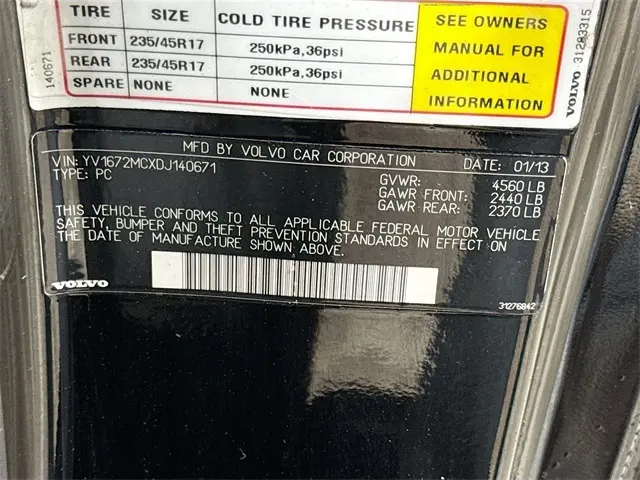 TIRE SIZE COLD TIRE PRESSURE
FRONT 235/45R17 250kPa,36psi
REAR 235/45R17 250kPa,36psi
SPARE NONE NONE
SEE OWNERS
MANUAL FOR
ADDITIONAL
INFORMATION
140671
VOLVO 31283315
MFD BY VOLVO CAR CORPORATION
VIN: YV1672MCXDJ140671 DATE: 01/13
TYPE: PC
GVWR: 4560 LB
GAWR FRONT: 2440 LB
GAWR REAR: 2370 LB
THIS VEHICLE CONFORMS TO ALL APPLICABLE FEDERAL MOTOR VEHICLE
SAFETY, BUMPER AND THEFT PREVENTION STANDARDS IN EFFECT ON
THE DATE OF MANUFACTURE SHOWN ABOVE.
VOLVO
31276842